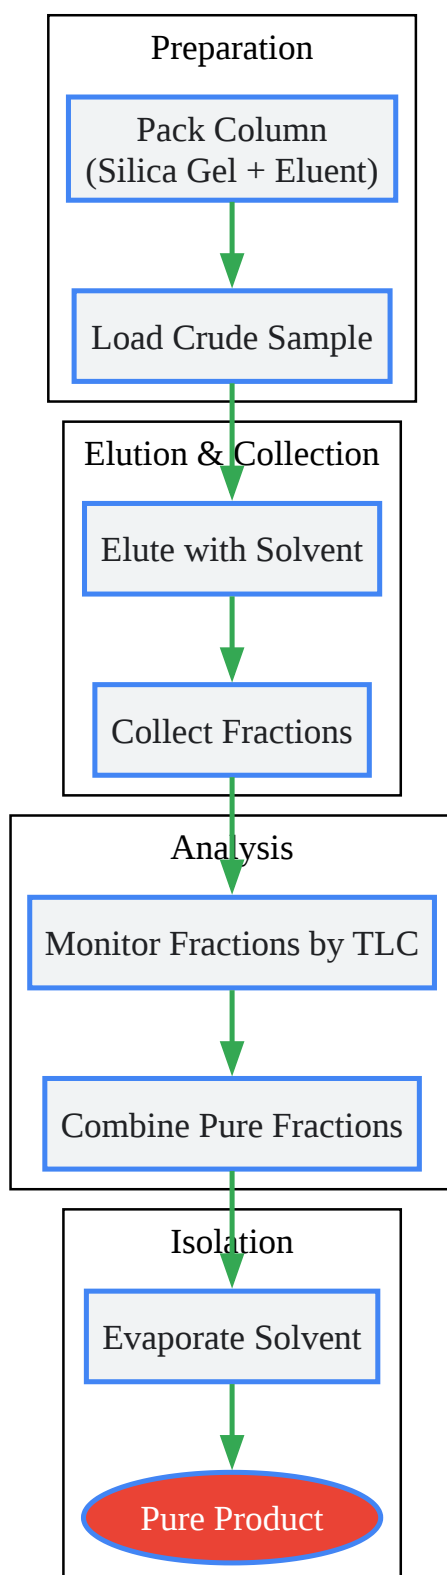 Preparation
Pack Column
(Silica Gel + Eluent)
Load Crude Sample
Elution & Collection
Elute with Solvent
Collect Fractions
Analysis
Monitor Fractions by TLC
Combine Pure Fractions
Isolation
Evaporate Solvent
Pure Product